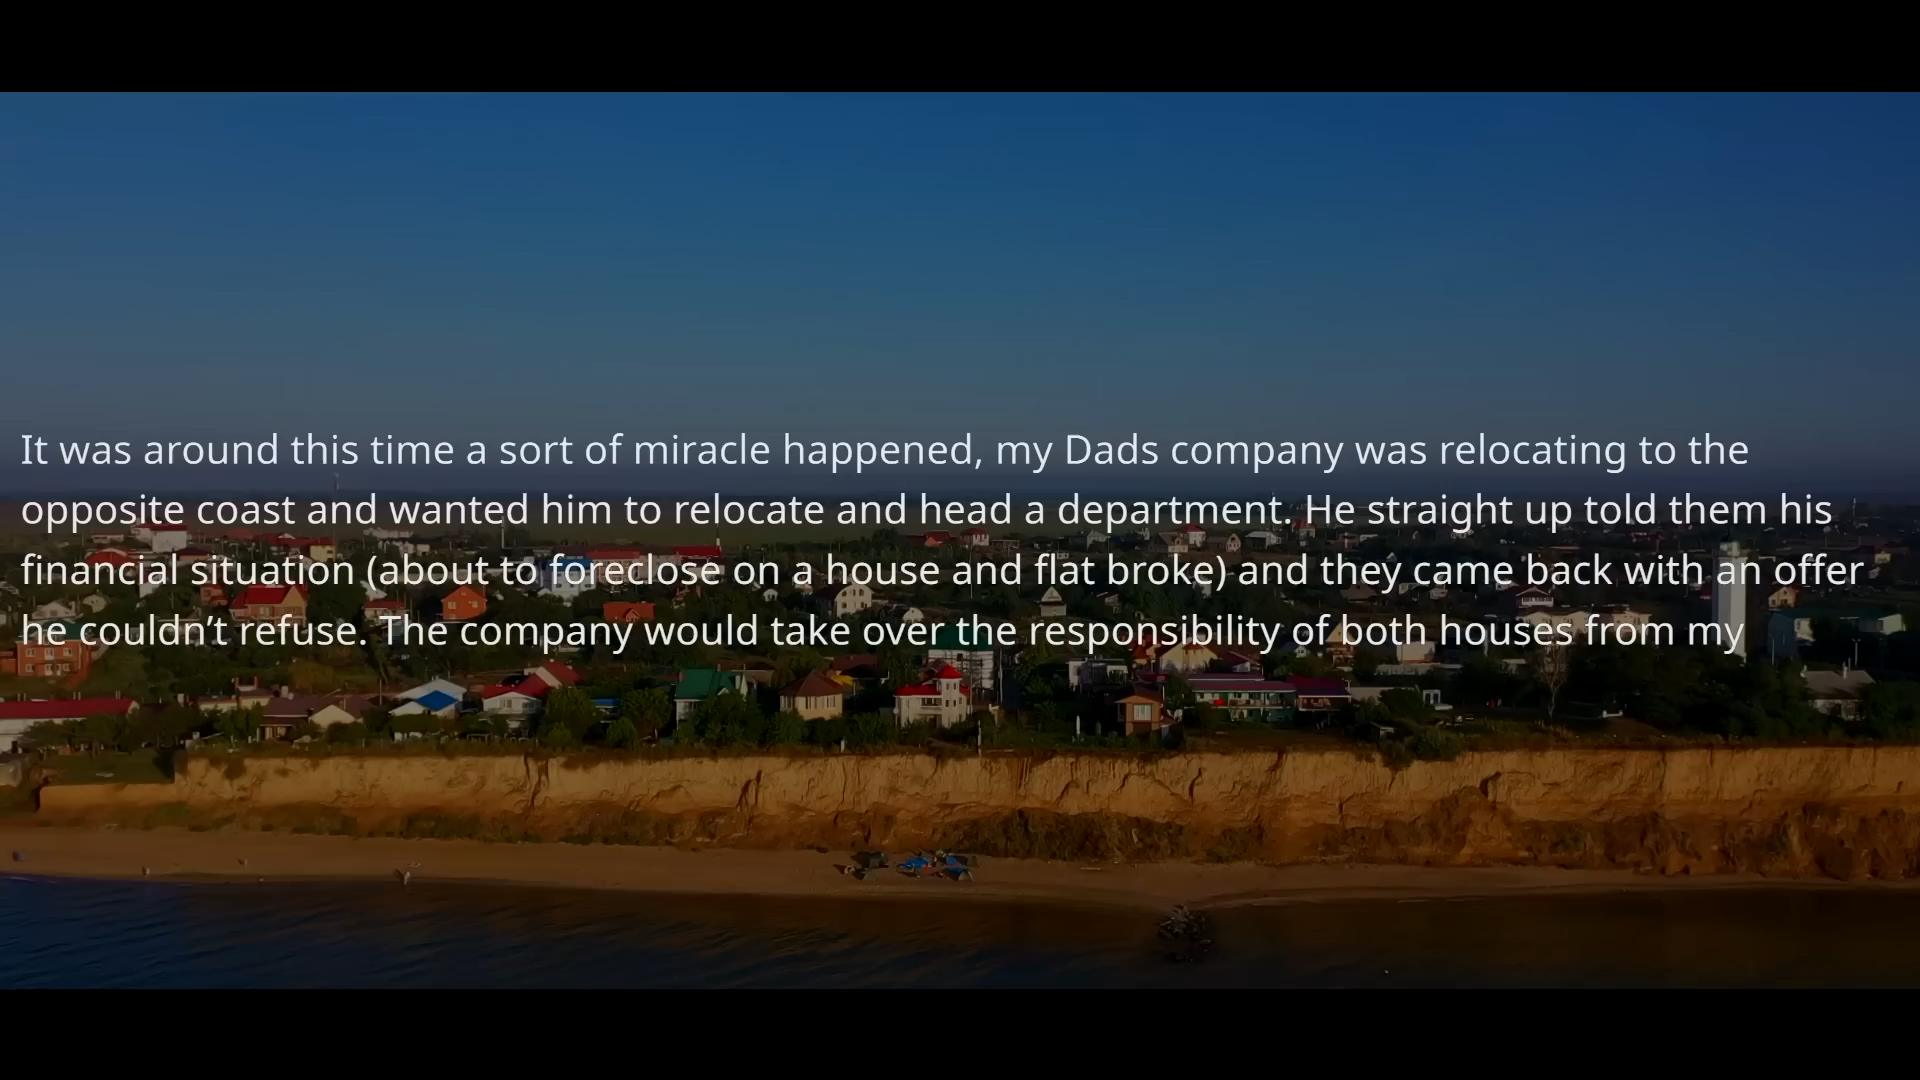 It was around this time a sort of miracle happened, my Dads company was relocating to the
opposite coast and wanted him to relocate and head a department. He straight up told them his
financial situation (about to foreclose on a house and flat broke) and they came back with an offer
he couldn’t refuse. The company would take over the responsibility of both houses from my